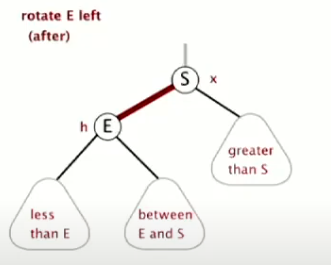 rotate E left
(after)
S x
h E
greater
than S
less
than E
between
E and S